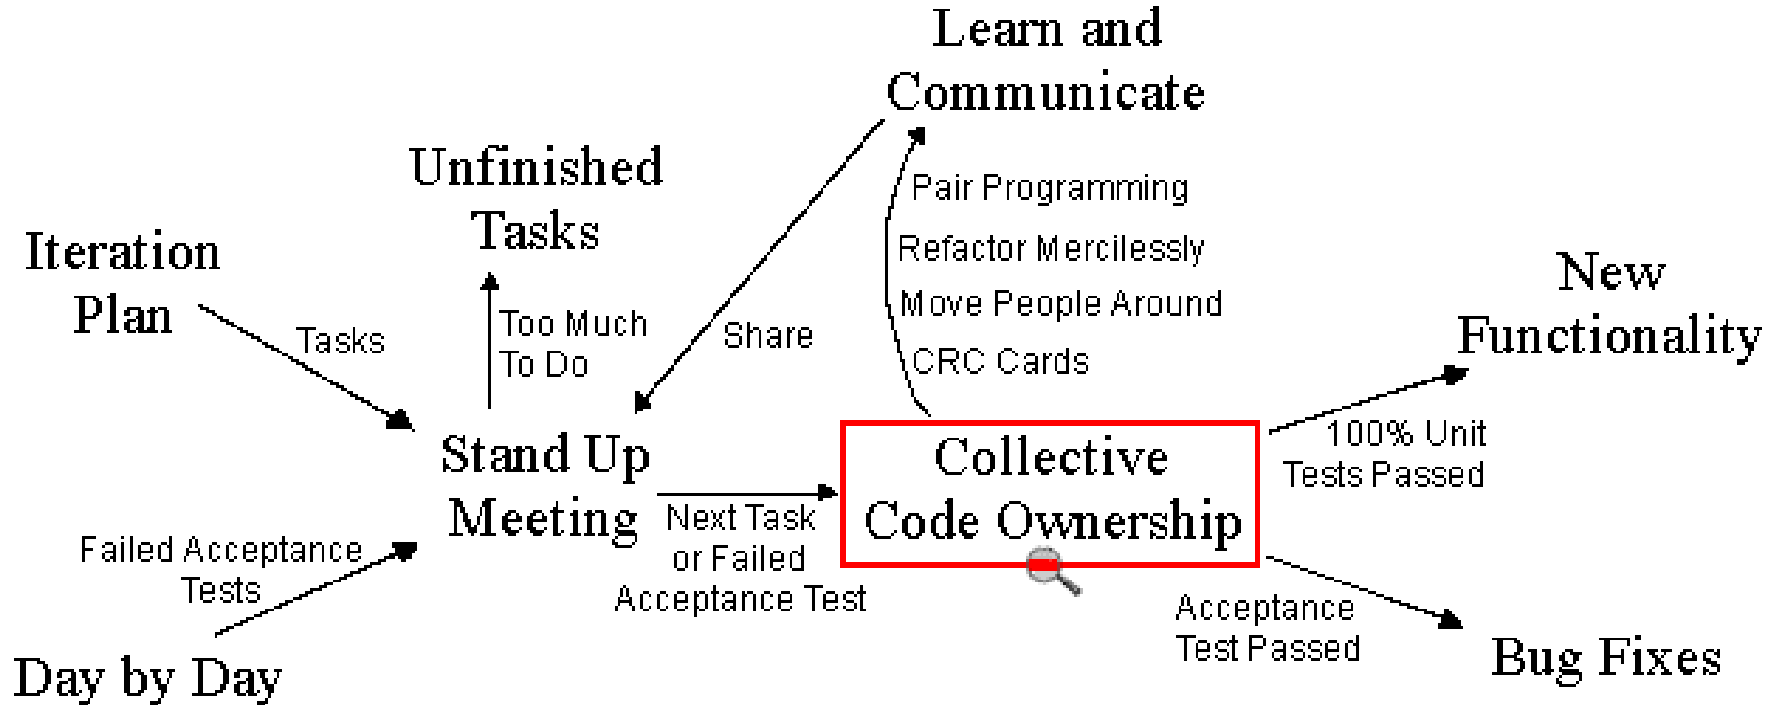 Learn and
Communicate
Unfinished
Tasks
Pair Programming
Iteration
Plan
Refactor Mercilessly
New
Functionality
Move People Around
Tasks
Too Much
To Do
Share
CRC Cards
100% Unit
Tests Passed
Stand Up
Meeting
Collective
Code Ownership
Next Task
or Failed
Acceptance Test
Failed Acceptance
Tests
Acceptance
Test Passed
Day by Day
Bug Fixes